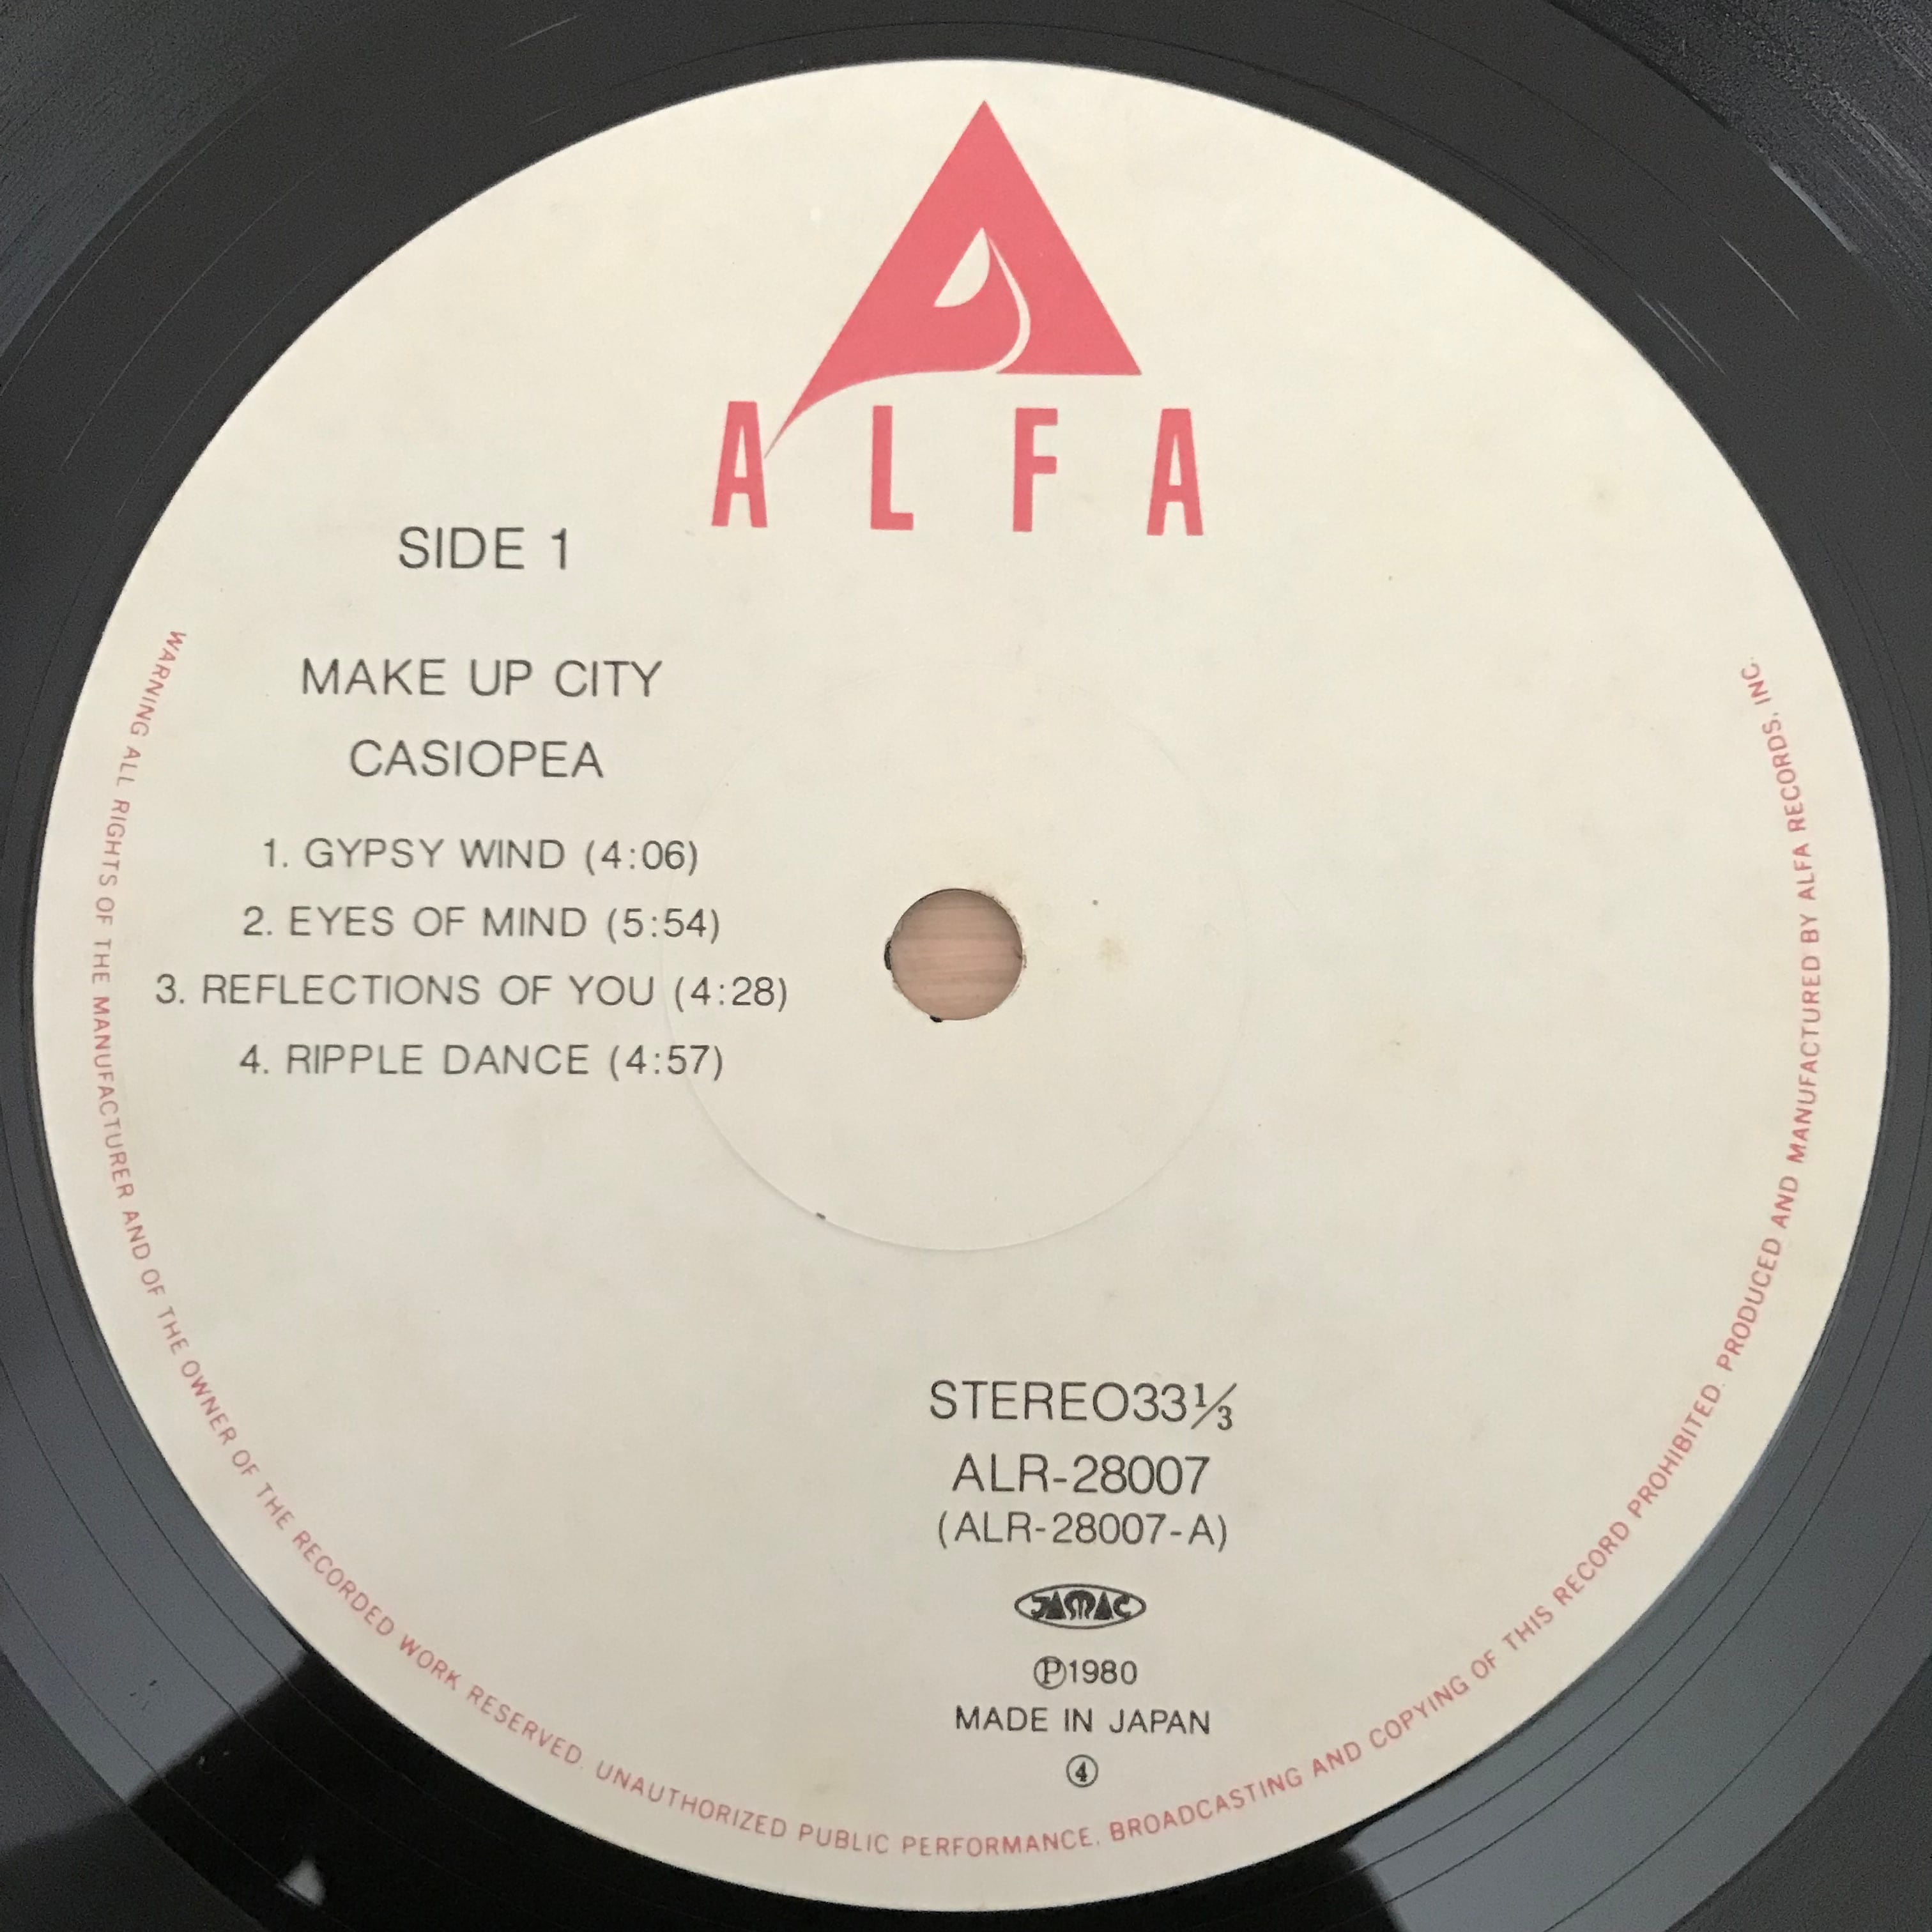 ALFA
SIDE 1
MAKE UP CITY
CASIOPEA
1. GYPSY WIND (4:06)
2. EYES OF MIND (5:54)
3. REFLECTIONS OF YOU (4:28)
4. RIPPLE DANCE (4:57)
STEREO33⅓
ALR-28007
(ALR-28007-A)
JASRAC
℗1980
MADE IN JAPAN
④
WARNING ALL RIGHTS OF THE MANUFACTURER AND OF THE OWNER OF THE RECORDED WORK RESERVED. UNAUTHORIZED PUBLIC PERFORMANCE, BROADCASTING AND COPYING OF THIS RECORD PROHIBITED. PRODUCED AND MANUFACTURED BY ALFA RECORDS, INC.